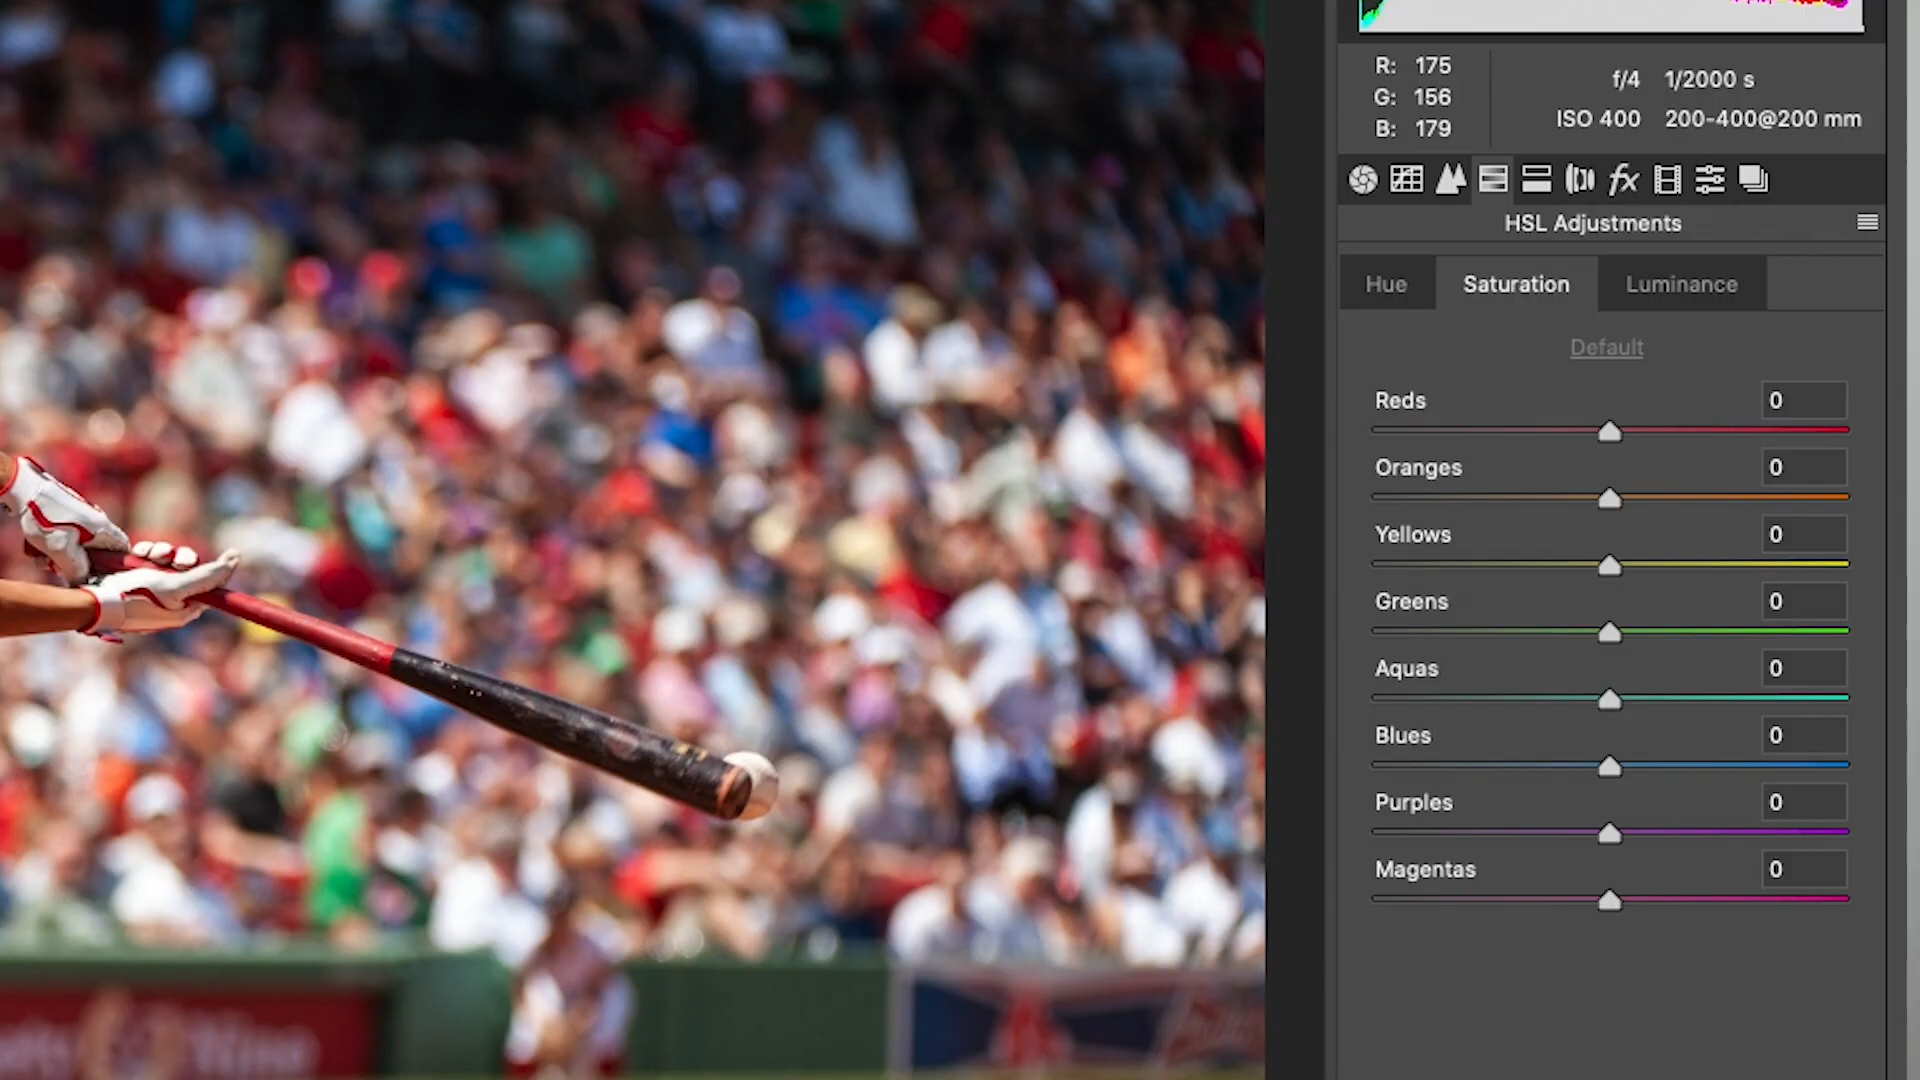 R: 175
G: 156
B: 179
f/4 1/2000 s
ISO 400 200-400@200 mm
fx
HSL Adjustments
Hue Saturation Luminance
Default
Reds 0
Oranges 0
Yellows 0
Greens 0
Aquas 0
Blues 0
Purples 0
Magentas 0